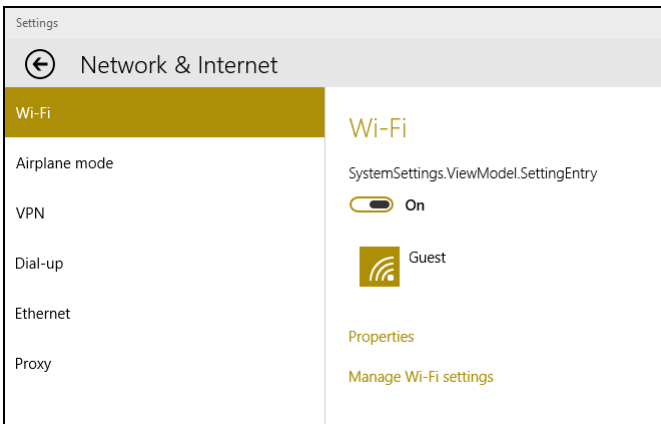 Settings
Network & Internet
Wi-Fi
Airplane mode
VPN
Dial-up
Ethernet
Proxy
Wi-Fi
SystemSettings.ViewModel.SettingEntry
On
Guest
Properties
Manage Wi-Fi settings